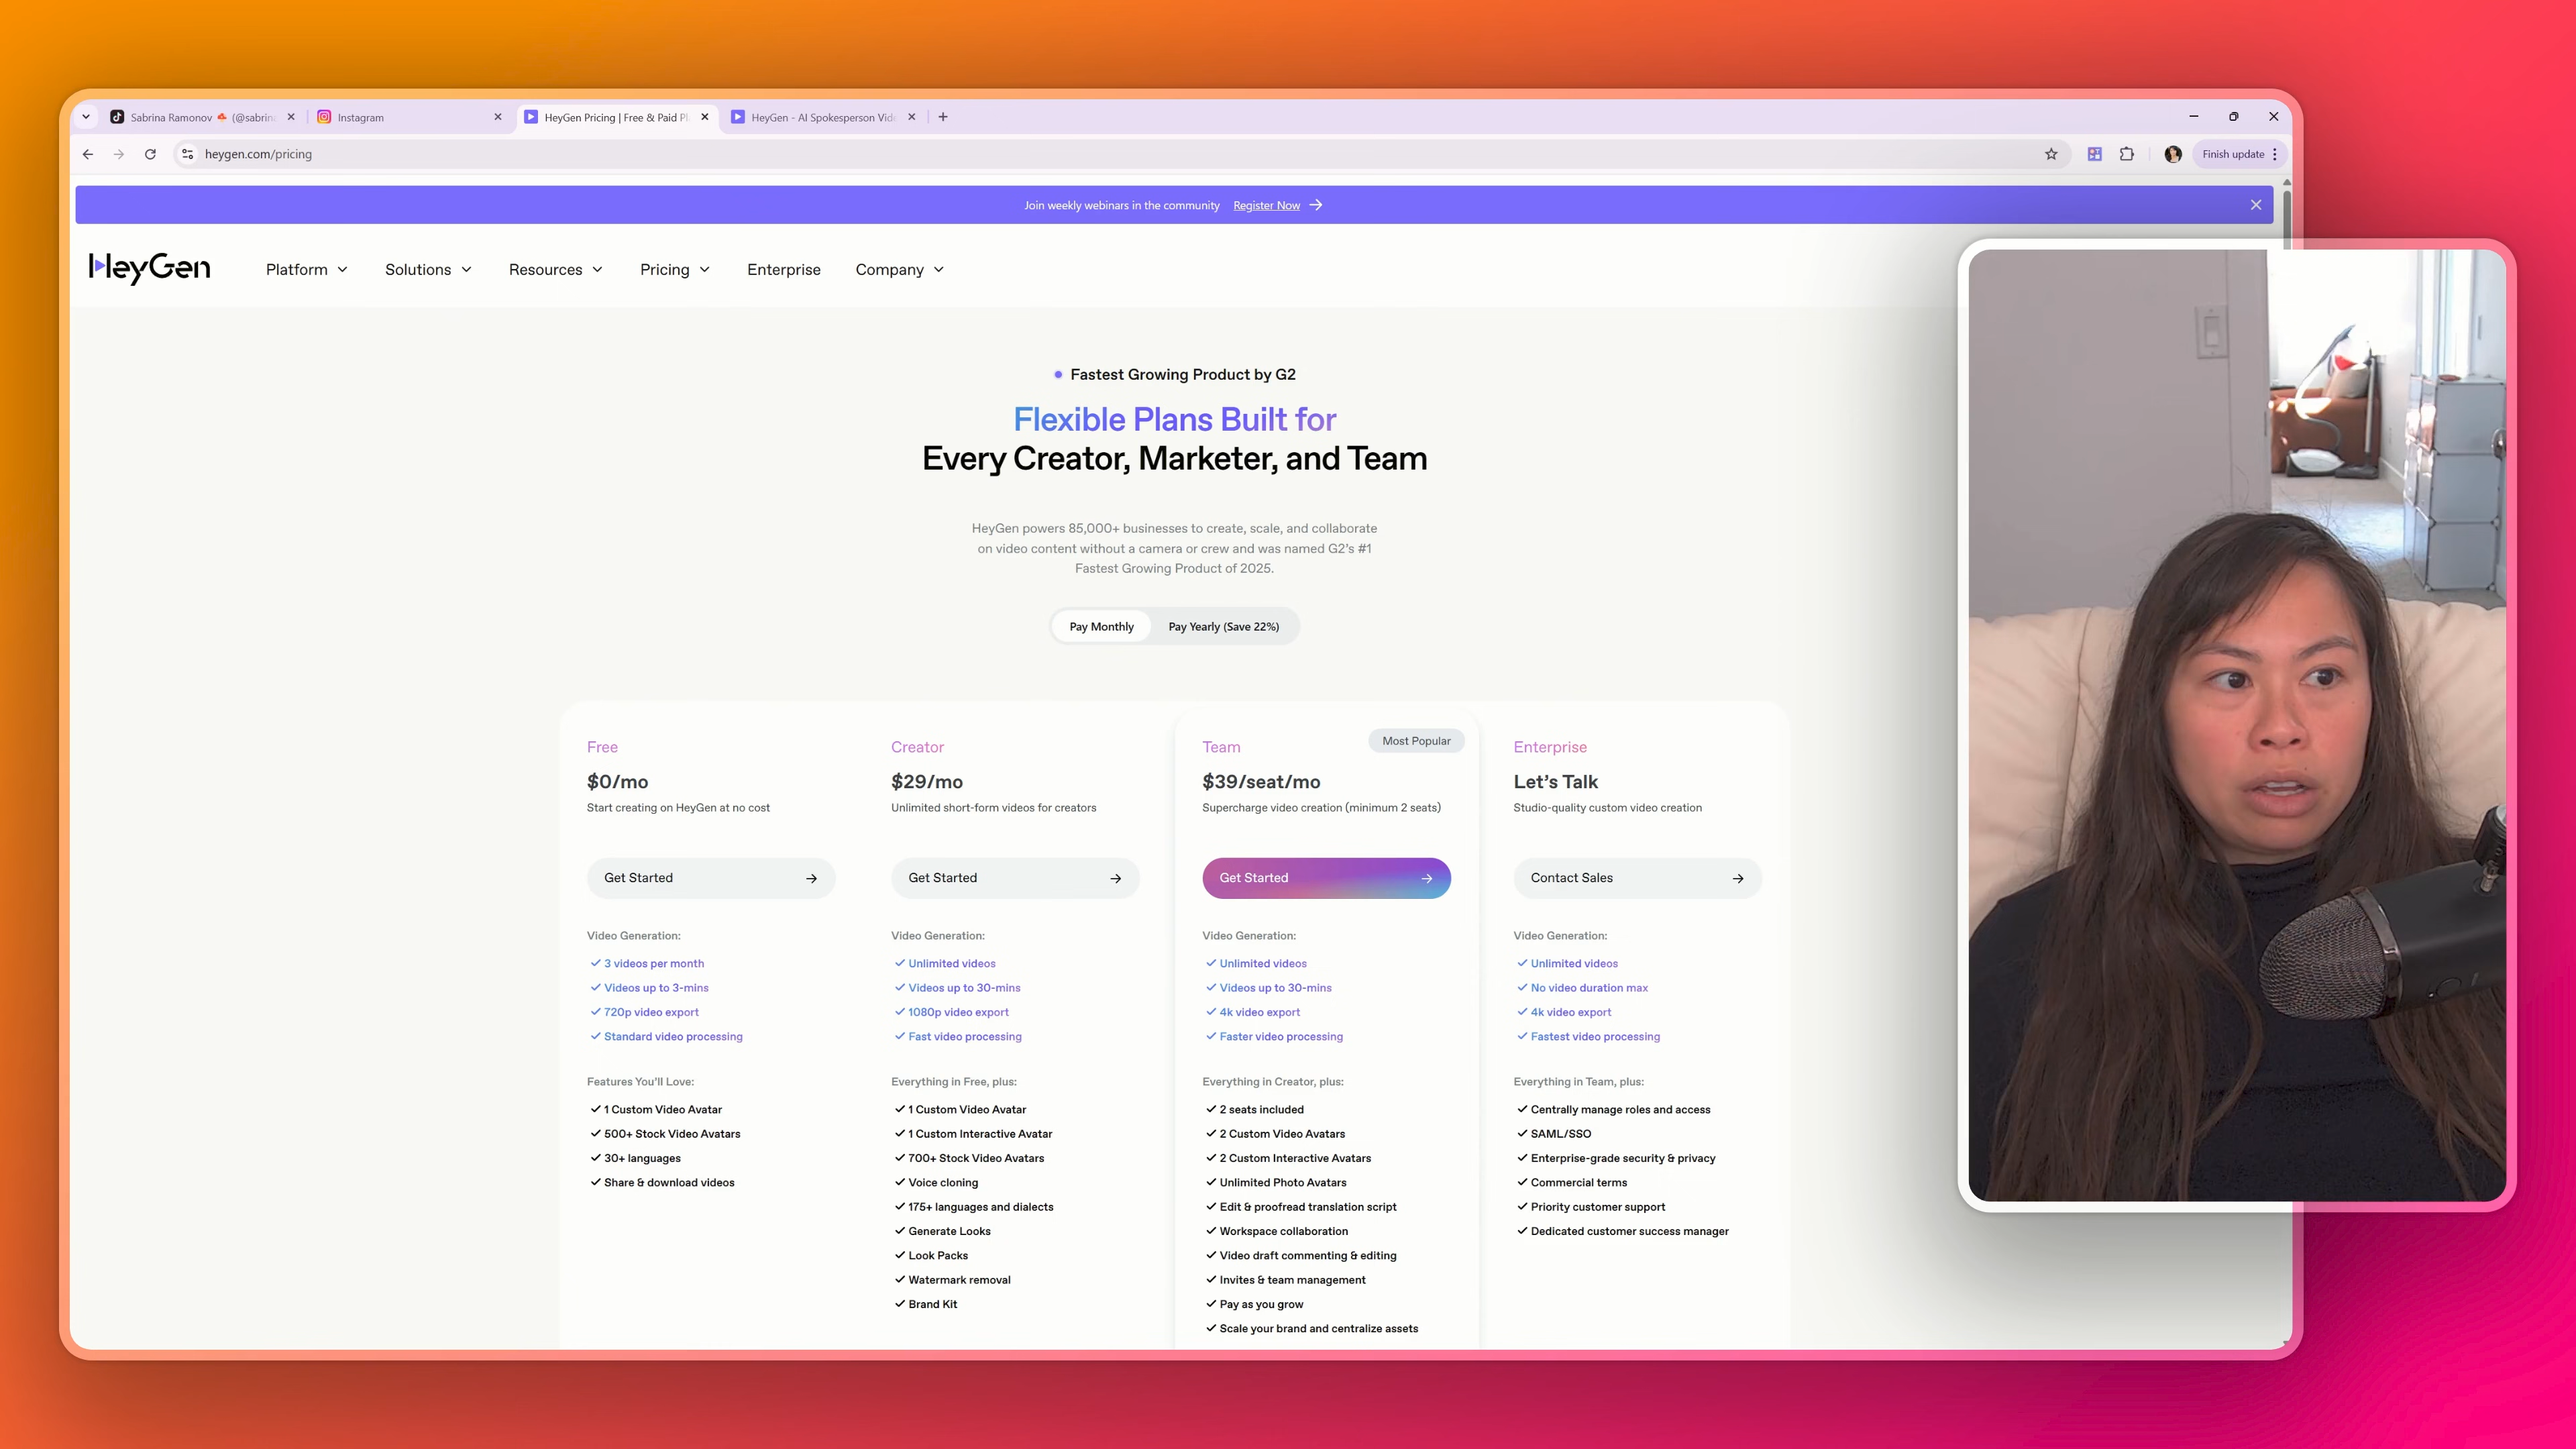 Sabrina Ramonov 🍄 (@sabrin
Instagram
HeyGen Pricing | Free & Paid Pl
HeyGen - AI Spokesperson Vid
heygen.com/pricing
Finish update
Join weekly webinars in the community Register Now
HeyGen
Platform
Solutions
Resources
Pricing
Enterprise
Company
Fastest Growing Product by G2
Flexible Plans Built for
Every Creator, Marketer, and Team
HeyGen powers 85,000+ businesses to create, scale, and collaborate
on video content without a camera or crew and was named G2's #1
Fastest Growing Product of 2025.
Pay Monthly
Pay Yearly (Save 22%)
Free
$0/mo
Start creating on HeyGen at no cost
Get Started
Video Generation:
3 videos per month
Videos up to 3-mins
720p video export
Standard video processing
Features You'll Love:
1 Custom Video Avatar
500+ Stock Video Avatars
30+ languages
Share & download videos
Creator
$29/mo
Unlimited short-form videos for creators
Get Started
Video Generation:
Unlimited videos
Videos up to 30-mins
1080p video export
Fast video processing
Everything in Free, plus:
1 Custom Video Avatar
1 Custom Interactive Avatar
700+ Stock Video Avatars
Voice cloning
175+ languages and dialects
Generate Looks
Look Packs
Watermark removal
Brand Kit
Team
Most Popular
$39/seat/mo
Supercharge video creation (minimum 2 seats)
Get Started
Video Generation:
Unlimited videos
Videos up to 30-mins
4k video export
Faster video processing
Everything in Creator, plus:
2 seats included
2 Custom Video Avatars
2 Custom Interactive Avatars
Unlimited Photo Avatars
Edit & proofread translation script
Workspace collaboration
Video draft commenting & editing
Invites & team management
Pay as you grow
Scale your brand and centralize assets
Enterprise
Let's Talk
Studio-quality custom video creation
Contact Sales
Video Generation:
Unlimited videos
No video duration max
4k video export
Fastest video processing
Everything in Team, plus:
Centrally manage roles and access
SAML/SSO
Enterprise-grade security & privacy
Commercial terms
Priority customer support
Dedicated customer success manager